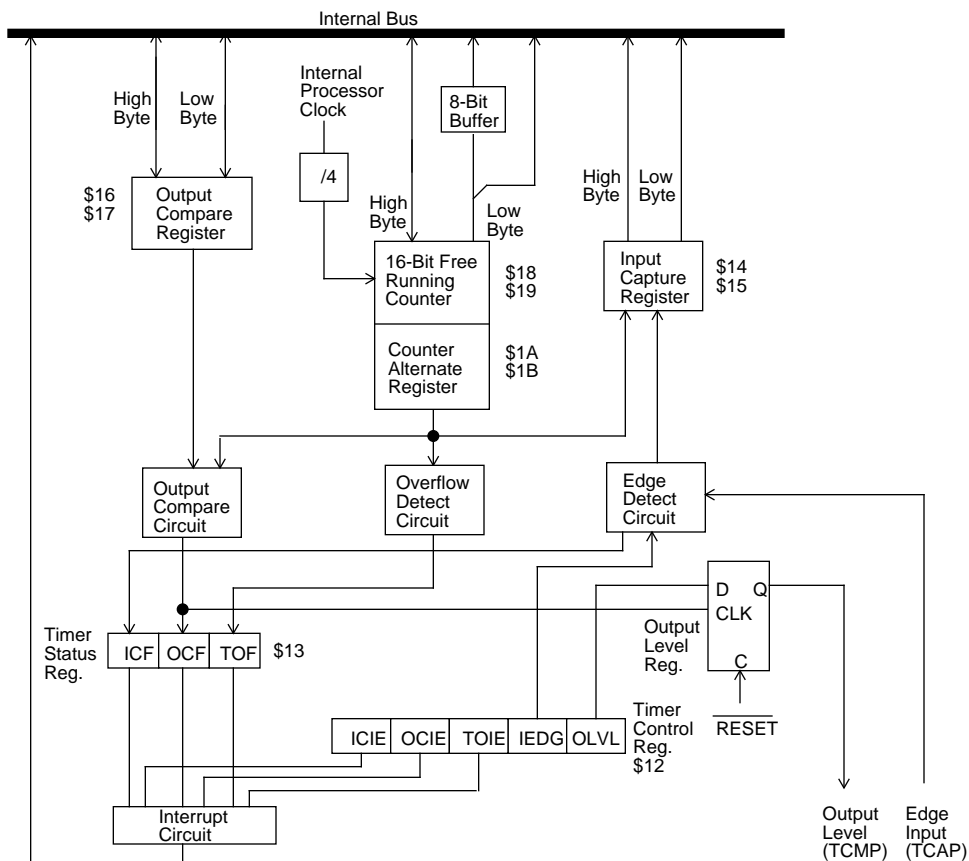 Internal Bus
High
Byte
Low
Byte
Internal
Processor
Clock
8-Bit
Buffer
/4
High
Byte
Low
Byte
High
Byte
Low
Byte
$16
$17
Output
Compare
Register
16-Bit Free
Running
Counter
$18
$19
Input
Capture
Register
$14
$15
Counter
Alternate
Register
$1A
$1B
Output
Compare
Circuit
Overflow
Detect
Circuit
Edge
Detect
Circuit
D Q
CLK
C
Output
Level
Reg.
RESET
Timer
Status
Reg.
ICF OCF TOF
$13
ICIE OCIE TOIE IEDG OLVL
Timer
Control
Reg.
$12
Interrupt
Circuit
Output
Level
(TCMP)
Edge
Input
(TCAP)